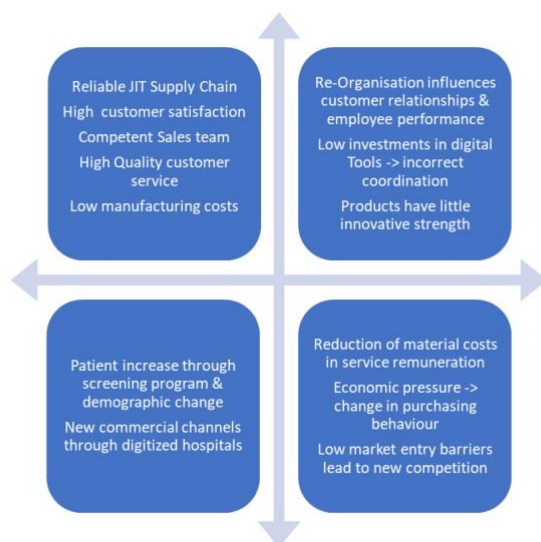 Reliable JIT Supply Chain
High customer satisfaction
Competent Sales team
High Quality customer
service
Low manufacturing costs
Re-Organisation influences
customer relationships &
employee performance
Low investments in digital
Tools -> incorrect
coordination
Products have little
innovative strength
Patient increase through
screening program &
demographic change
New commercial channels
through digitized hospitals
Reduction of material costs
in service remuneration
Economic pressure ->
change in purchasing
behaviour
Low market entry barriers
lead to new competition